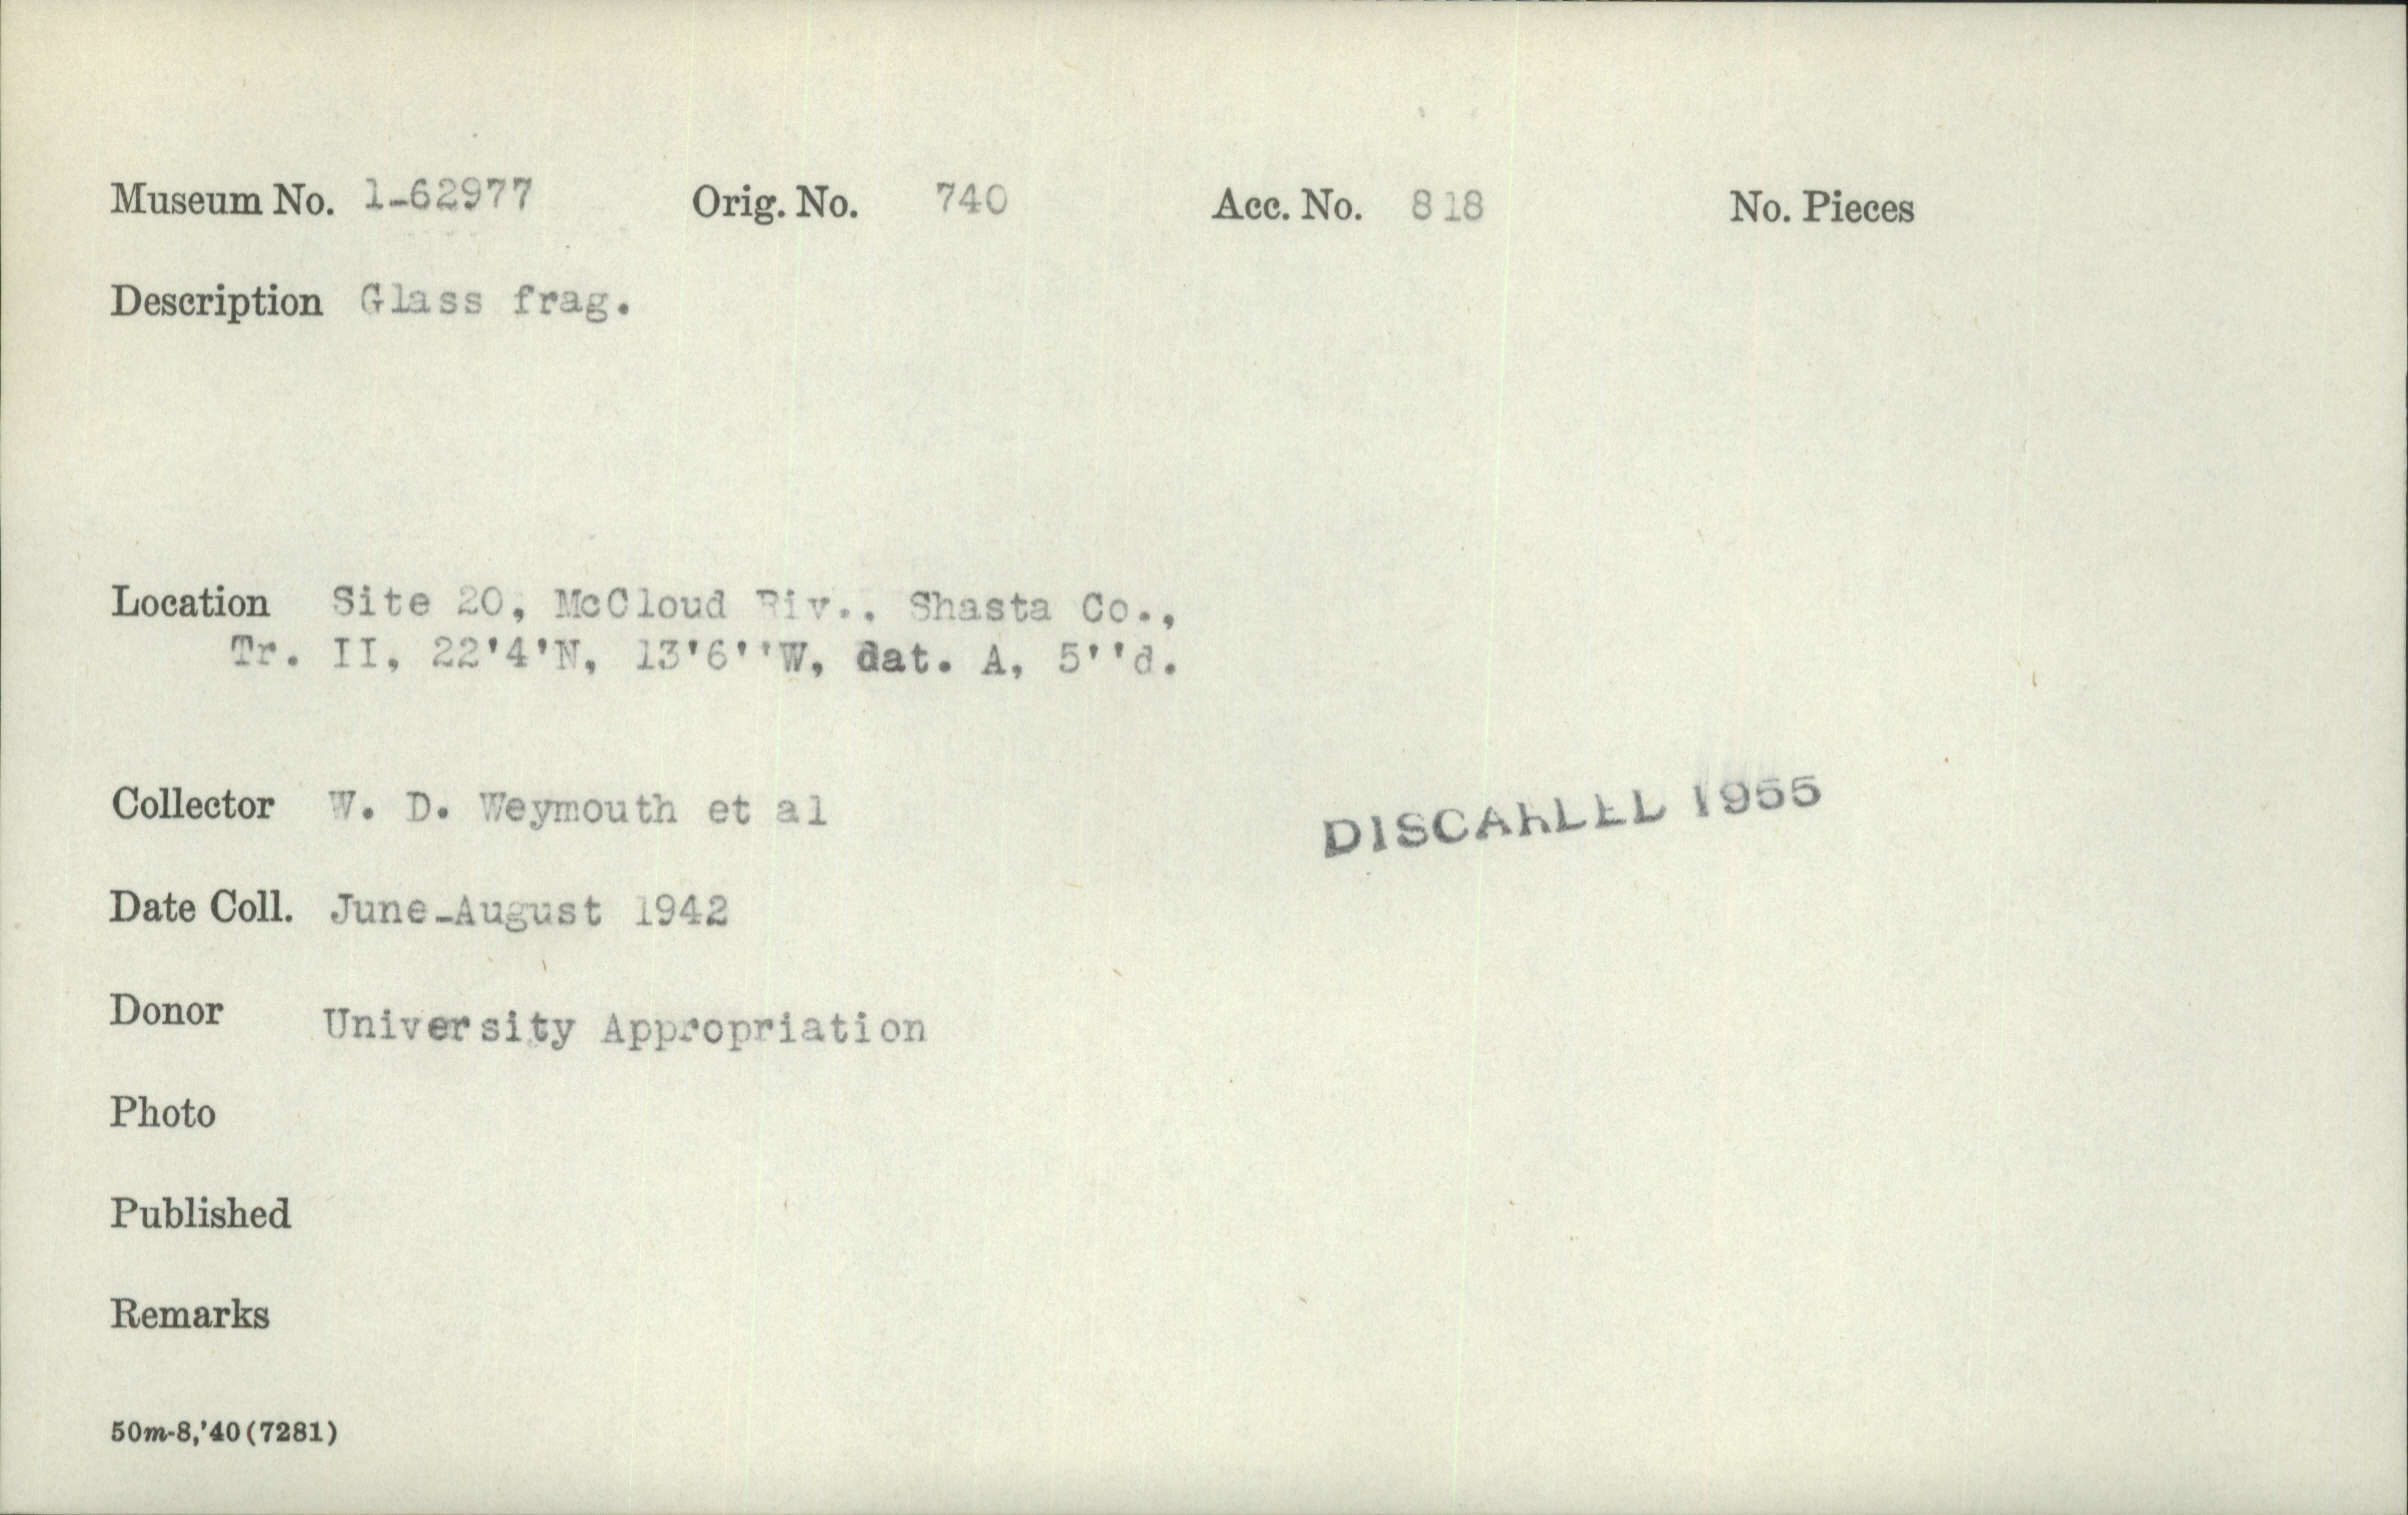 Museum No. 1-62977 Orig. No. 740 Acc. No. 818 No. Pieces
Description Glass frag.
Location Site 20, McCloud Riv., Shasta Co.,
Tr. II, 22'4'N, 13'6''W, dat. A, 5''d.
Collector W. D. Weymouth et al
DISCARDED 1955
Date Coll. June-August 1942
Donor University Appropriation
Photo
Published
Remarks
50m-8,'40(7281)